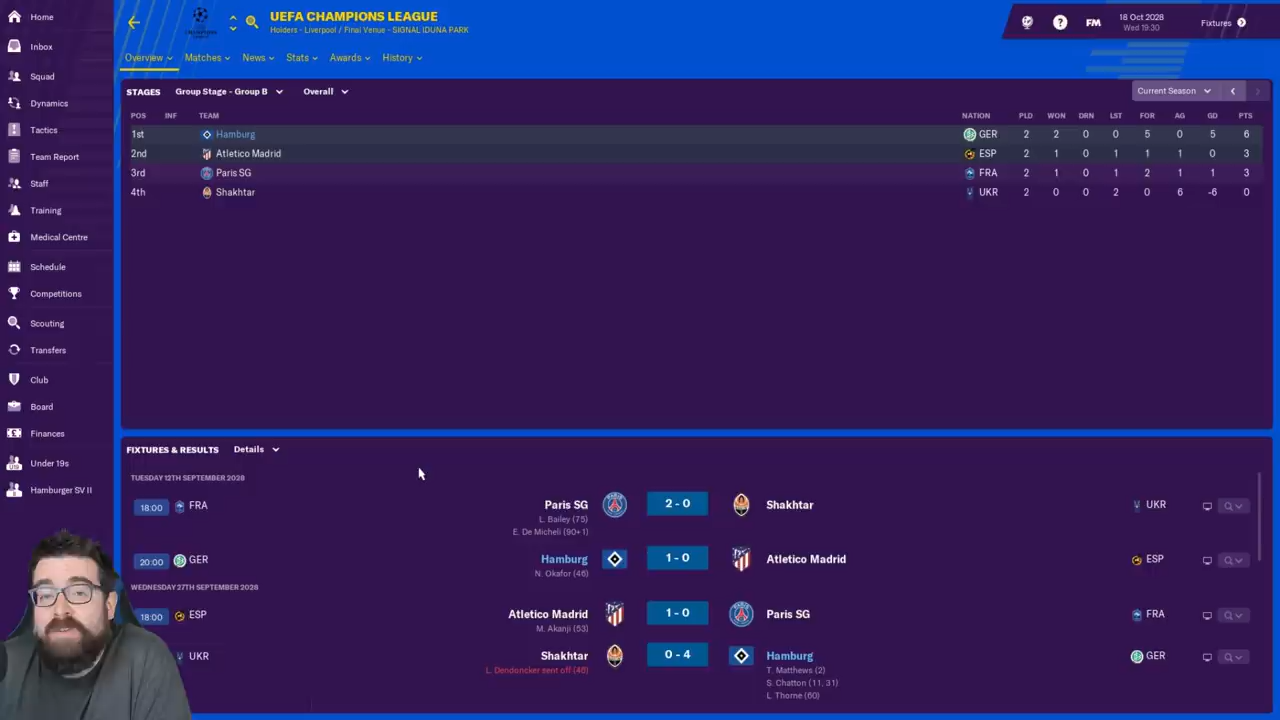 Home
Inbox
Squad
Dynamics
Tactics
Team Report
Staff
Training
Medical Centre
Schedule
Competitions
Scouting
Transfers
Club
Board
Finances
Under 19s
Hamburger SV II
UEFA CHAMPIONS LEAGUE
Holders - Liverpool / Final Venue - SIGNAL IDUNA PARK
FM
18 Oct 2028
Wed 19:30
Fixtures
Overview Matches News Stats Awards History
STAGES Group Stage - Group B Overall Current Season
POS INF TEAM NATION PLD WON DRN LST FOR AG GD PTS
1st Hamburg GER 2 2 0 0 5 0 5 6
2nd Atletico Madrid ESP 2 1 0 1 1 1 0 3
3rd Paris SG FRA 2 1 0 1 2 1 1 3
4th Shakhtar UKR 2 0 0 2 0 6 -6 0
FIXTURES & RESULTS Details
TUESDAY 12TH SEPTEMBER 2028
18:00 FRA Paris SG 2 - 0 Shakhtar UKR
L. Bailey (75)
E. De Micheli (90+1)
20:00 GER Hamburg 1 - 0 Atletico Madrid ESP
N. Okafor (46)
WEDNESDAY 27TH SEPTEMBER 2028
18:00 ESP Atletico Madrid 1 - 0 Paris SG FRA
M. Akanji (53)
UKR Shakhtar 0 - 4 Hamburg GER
L. Dendoncker sent off (48)
T. Matthews (2)
S. Chatton (11, 31)
L. Thorne (60)